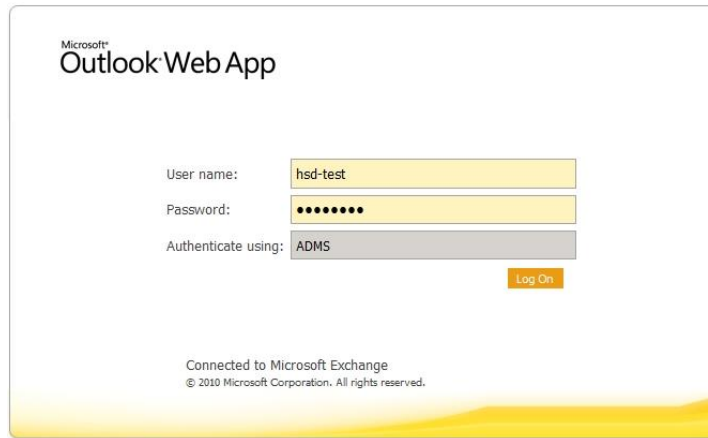 Microsoft®
Outlook Web App
User name: hsd-test
Password: ••••••••
Authenticate using: ADMS
Log On
Connected to Microsoft Exchange
© 2010 Microsoft Corporation. All rights reserved.